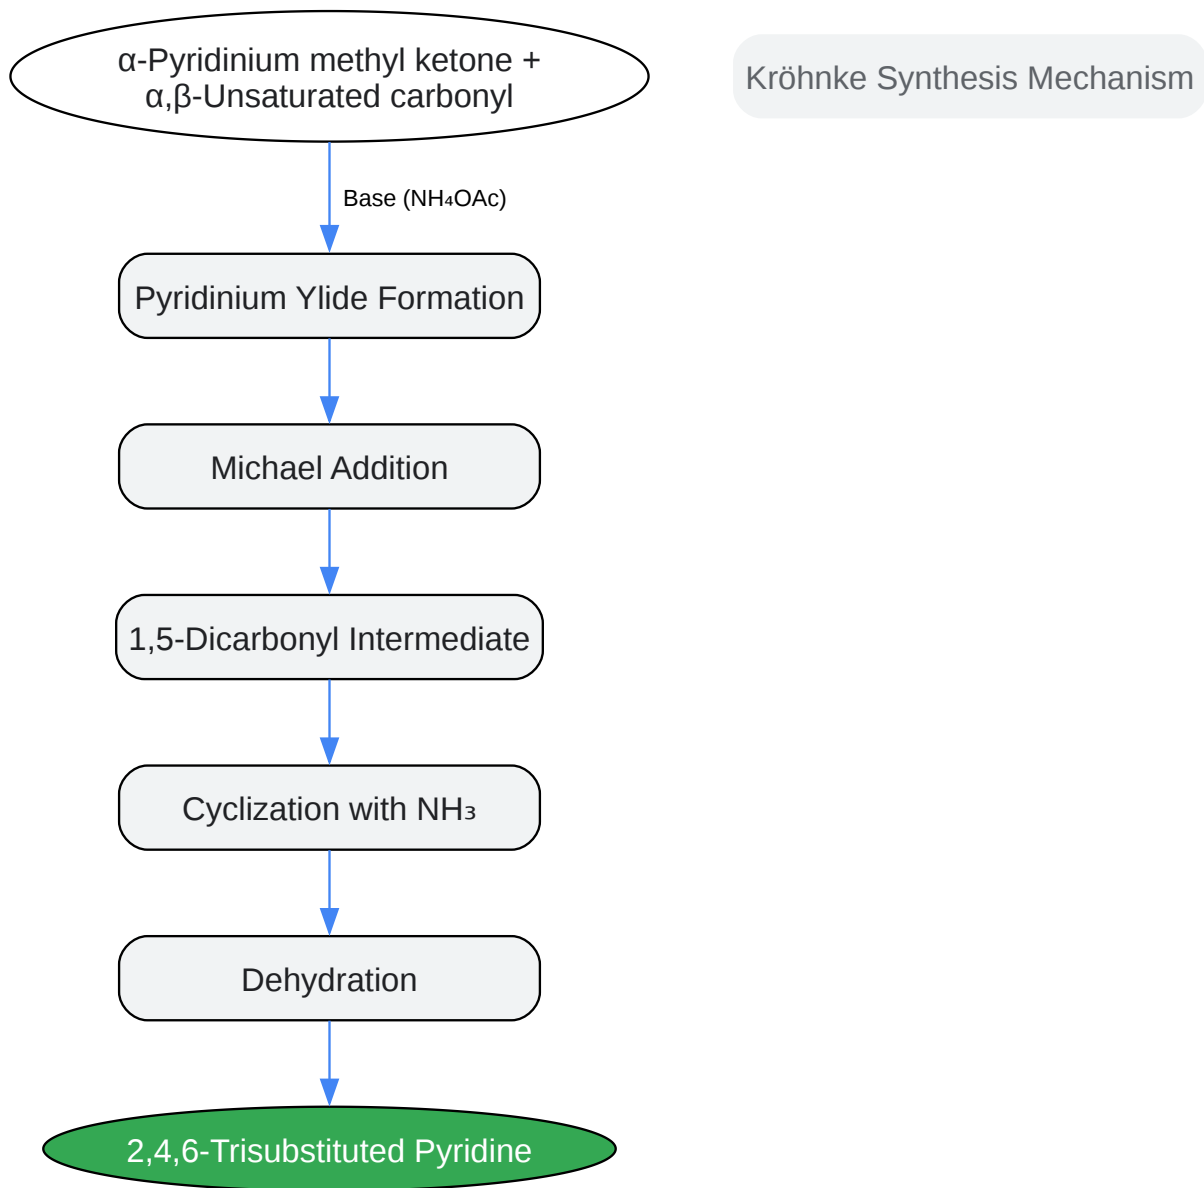 α-Pyridinium methyl ketone +
α,β-Unsaturated carbonyl
Kröhnke Synthesis Mechanism
Base (NH₄OAc)
Pyridinium Ylide Formation
Michael Addition
1,5-Dicarbonyl Intermediate
Cyclization with NH₃
Dehydration
2,4,6-Trisubstituted Pyridine